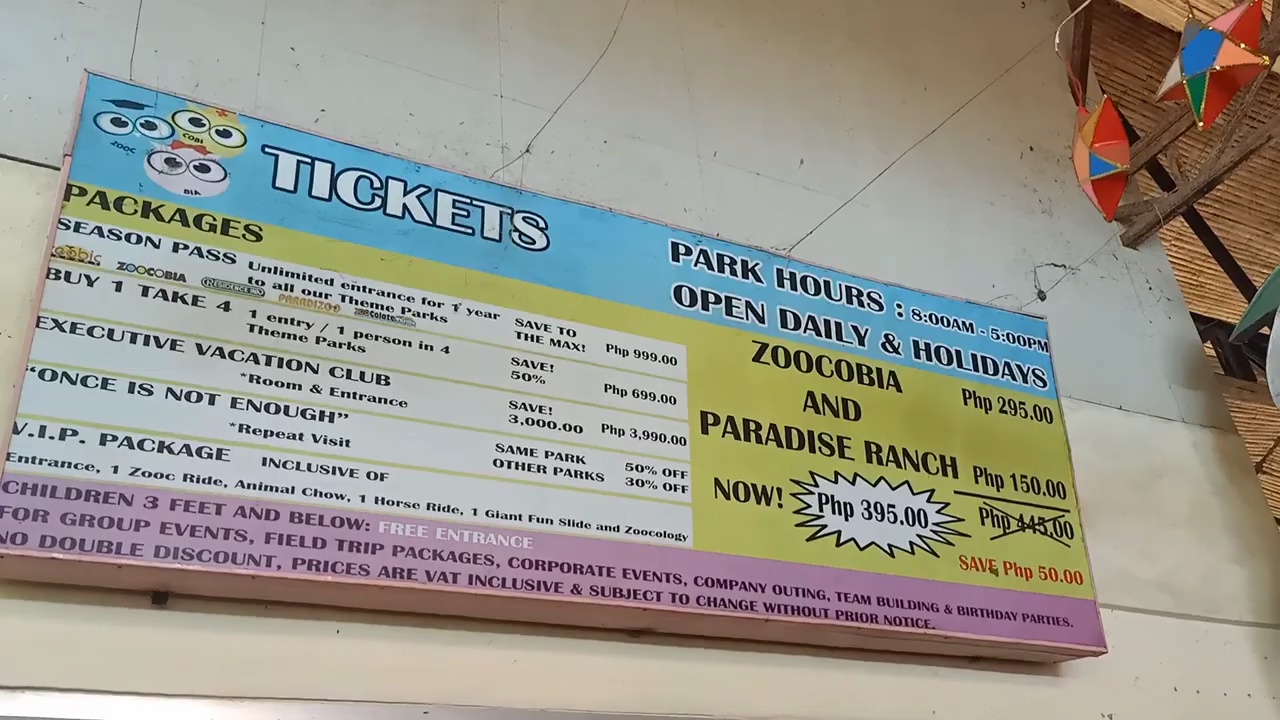 ZOOC
COBI
BIA
TICKETS
PARK HOURS : 8:00AM - 5:00PM
OPEN DAILY & HOLIDAYS
PACKAGES
SEASON PASS Unlimited entrance for 1 year
to all our Theme Parks
SAVE TO
THE MAX! Php 999.00
ZOOCOBIA PARADIZOO
BUY 1 TAKE 4 1 entry / 1 person in 4
Theme Parks
SAVE!
50% Php 699.00
EXECUTIVE VACATION CLUB
*Room & Entrance
SAVE!
3,000.00 Php 3,990.00
"ONCE IS NOT ENOUGH"
*Repeat Visit
SAME PARK 50% OFF
OTHER PARKS 30% OFF
V.I.P. PACKAGE INCLUSIVE OF
Entrance, 1 Zooc Ride, Animal Chow, 1 Horse Ride, 1 Giant Fun Slide and Zoocology
ZOOCOBIA Php 295.00
AND
PARADISE RANCH Php 150.00
NOW! Php 395.00 Php 445.00
SAVE Php 50.00
CHILDREN 3 FEET AND BELOW: FREE ENTRANCE
FOR GROUP EVENTS, FIELD TRIP PACKAGES, CORPORATE EVENTS, COMPANY OUTING, TEAM BUILDING & BIRTHDAY PARTIES.
NO DOUBLE DISCOUNT, PRICES ARE VAT INCLUSIVE & SUBJECT TO CHANGE WITHOUT PRIOR NOTICE.